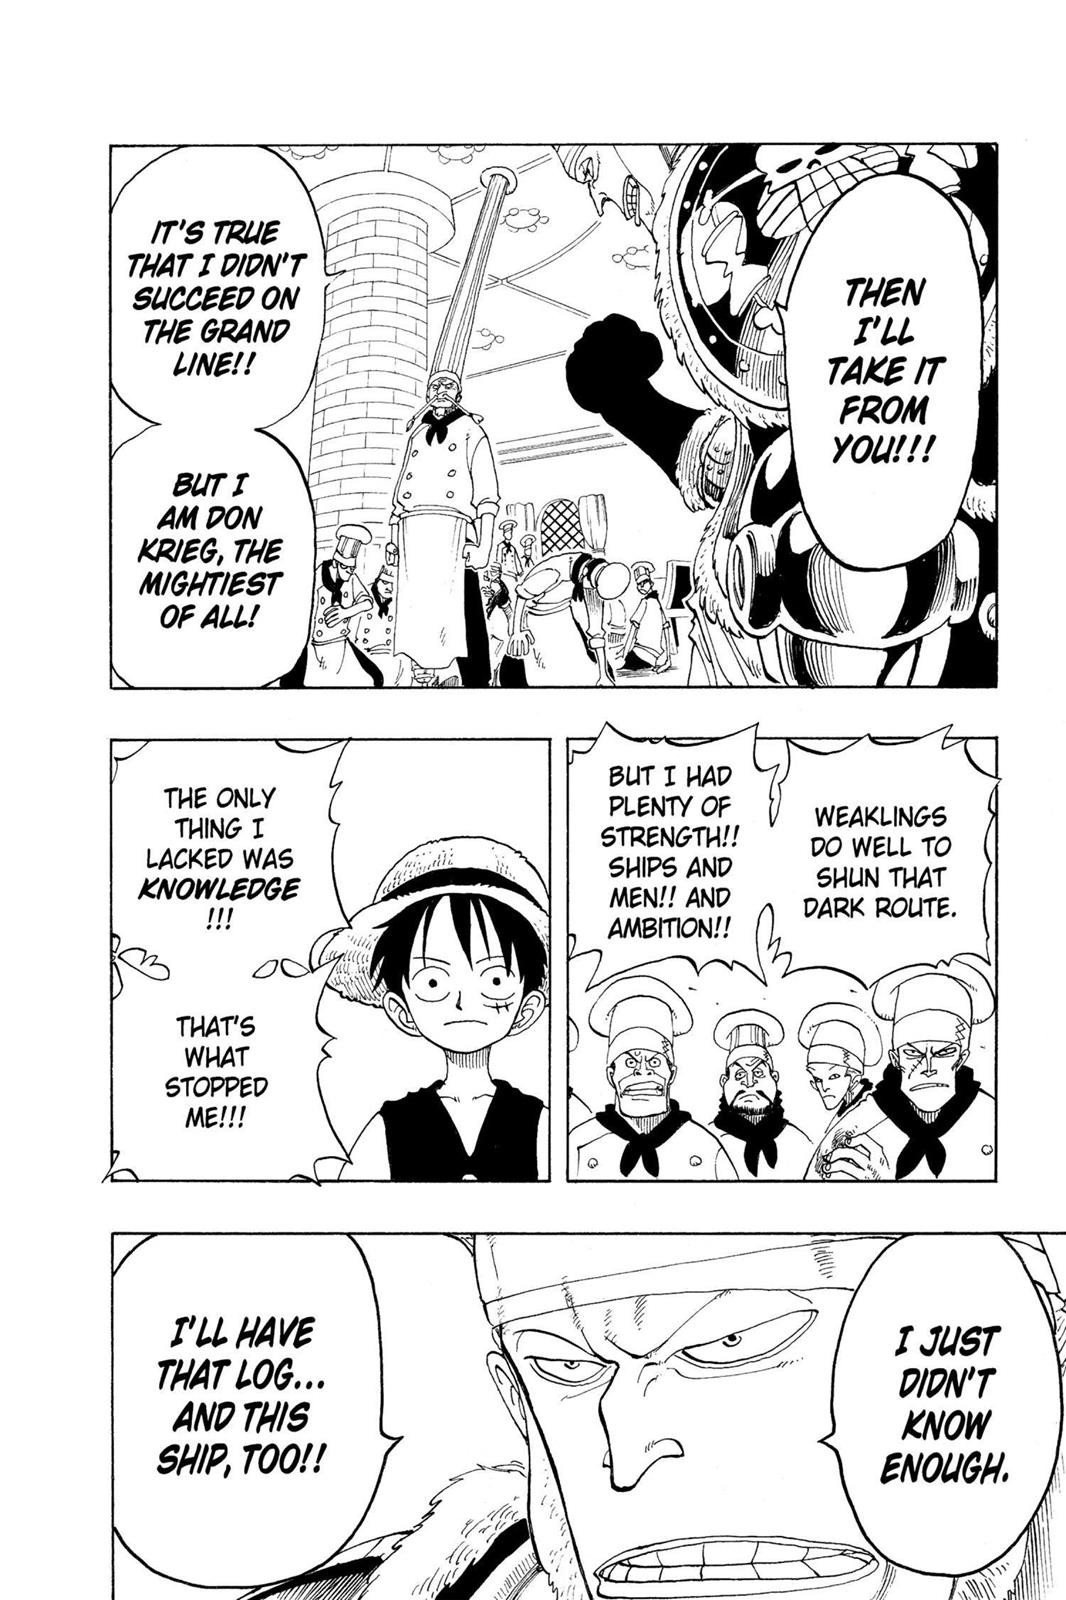 THEN
I'LL
TAKE IT
FROM
YOU!!!
IT'S TRUE
THAT I DIDN'T
SUCCEED ON
THE GRAND
LINE!!
BUT I
AM DON
KRIEG, THE
MIGHTIEST
OF ALL!
WEAKLINGS
DO WELL TO
SHUN THAT
DARK ROUTE.
BUT I HAD
PLENTY OF
STRENGTH!!
SHIPS AND
MEN!! AND
AMBITION!!
THE ONLY
THING I
LACKED WAS
KNOWLEDGE
!!!
THAT'S
WHAT
STOPPED
ME!!!
I JUST
DIDN'T
KNOW
ENOUGH.
I'LL HAVE
THAT LOG...
AND THIS
SHIP, TOO!!